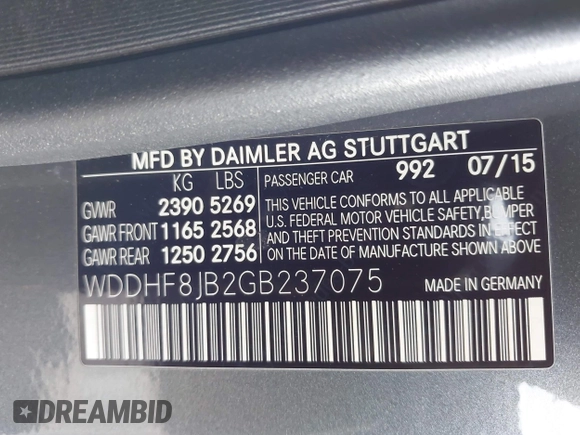 MFD BY DAIMLER AG STUTTGART
KG LBS PASSENGER CAR 992 07/15
GVWR 2390 5269
GAWR FRONT 1165 2568
GAWR REAR 1250 2756
THIS VEHICLE CONFORMS TO ALL APPLICABLE
U.S. FEDERAL MOTOR VEHICLE SAFETY, BUMPER
AND THEFT PREVENTION STANDARDS IN EFFECT
ON THE DATE OF MANUFACTURE SHOWN ABOVE.
WDDHF8JB2GB237075 MADE IN GERMANY
DREAMBID